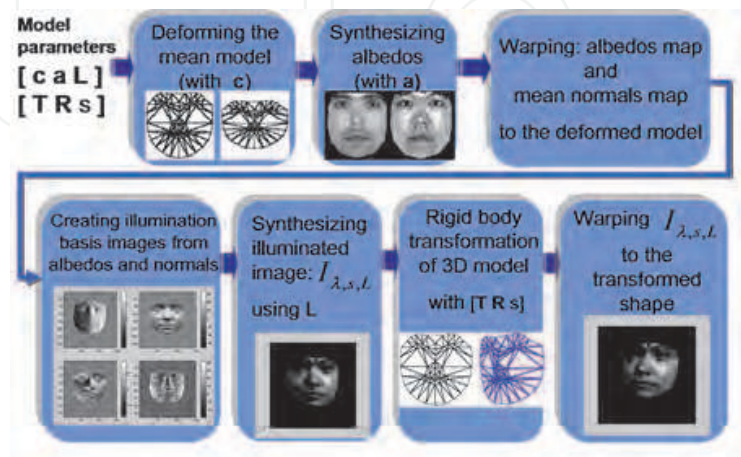 Model
parameters
[ c a L ]
[ T R s ]
Deforming the
mean model
(with c)
Synthesizing
albedos
(with a)
Warping: albedos map
and
mean normals map
to the deformed model
Creating illumination
basis images from
albedos and normals
Synthesizing
illuminated
image: I λ,s,L
using L
Rigid body
transformation
of 3D model
with [T R s]
Warping I λ,s,L
to the
transformed
shape